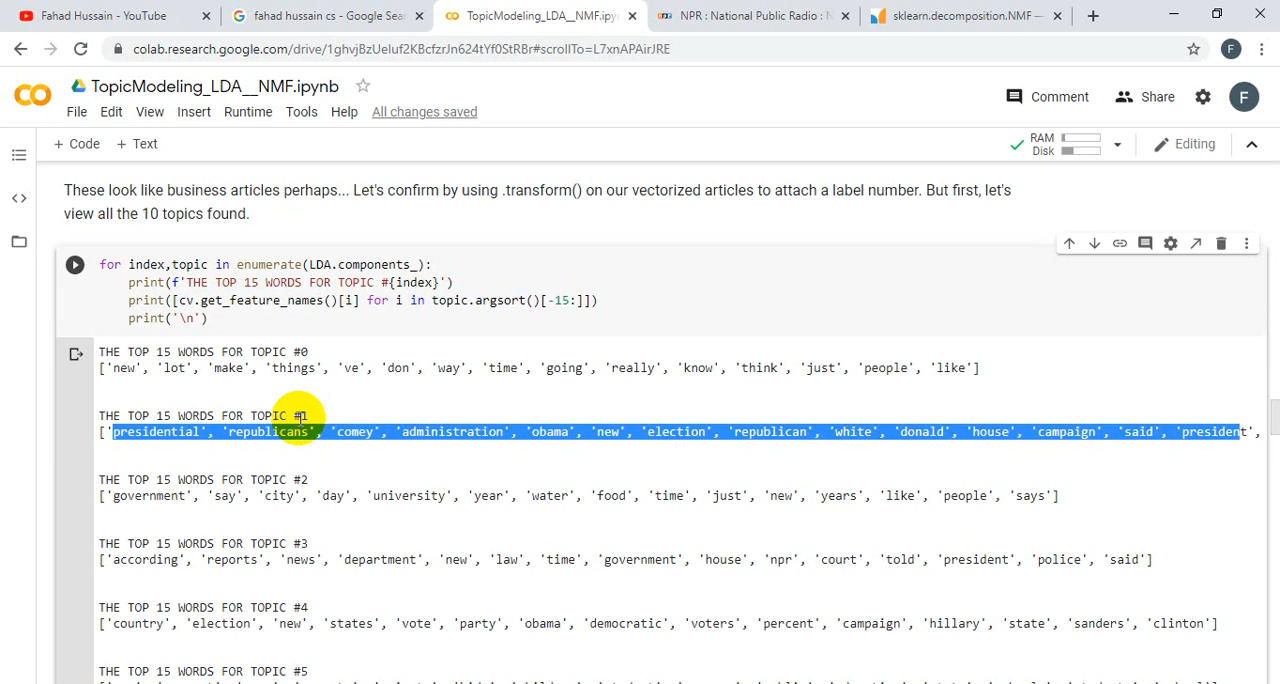 Fahad Hussain - YouTube
fahad hussain cs - Google Sea
TopicModeling_LDA__NMF.ipyn
NPR : National Public Radio : N
sklearn.decomposition.NMF —
colab.research.google.com/drive/1ghvjBzUeluf2KBcfzrJn624tYf0StRBr#scrollTo=L7xnAPAirJRE
F
CO
TopicModeling_LDA__NMF.ipynb
Comment
Share
F
File Edit View Insert Runtime Tools Help All changes saved
+ Code + Text
RAM
Disk
Editing
These look like business articles perhaps... Let's confirm by using .transform() on our vectorized articles to attach a label number. But first, let's
view all the 10 topics found.
for index,topic in enumerate(LDA.components_):
print(f'THE TOP 15 WORDS FOR TOPIC #{index}')
print([cv.get_feature_names()[i] for i in topic.argsort()[-15:]])
print('\n')
THE TOP 15 WORDS FOR TOPIC #0
['new', 'lot', 'make', 'things', 've', 'don', 'way', 'time', 'going', 'really', 'know', 'think', 'just', 'people', 'like']
THE TOP 15 WORDS FOR TOPIC #1
['presidential', 'republicans', 'comey', 'administration', 'obama', 'new', 'election', 'republican', 'white', 'donald', 'house', 'campaign', 'said', 'president',
THE TOP 15 WORDS FOR TOPIC #2
['government', 'say', 'city', 'day', 'university', 'year', 'water', 'food', 'time', 'just', 'new', 'years', 'like', 'people', 'says']
THE TOP 15 WORDS FOR TOPIC #3
['according', 'reports', 'news', 'department', 'new', 'law', 'time', 'government', 'house', 'npr', 'court', 'told', 'president', 'police', 'said']
THE TOP 15 WORDS FOR TOPIC #4
['country', 'election', 'new', 'states', 'vote', 'party', 'obama', 'democratic', 'voters', 'percent', 'campaign', 'hillary', 'state', 'sanders', 'clinton']
THE TOP 15 WORDS FOR TOPIC #5